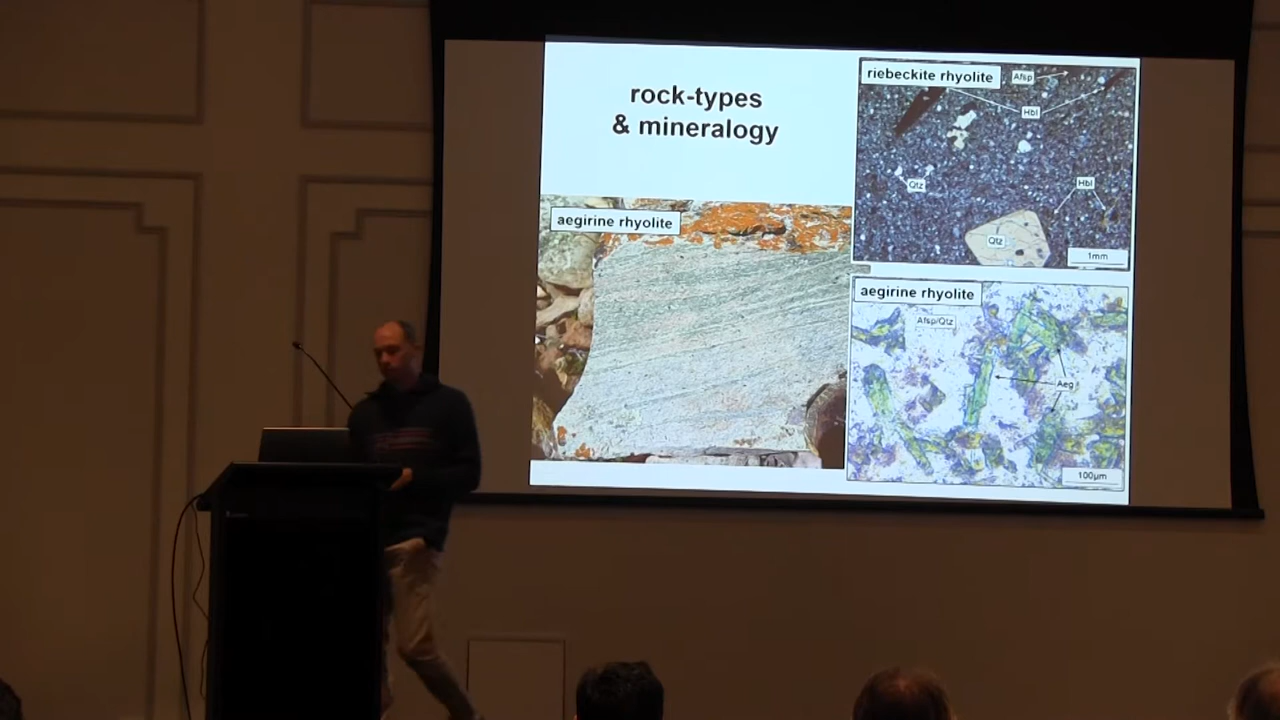 rock-types
& mineralogy
aegirine rhyolite
riebeckite rhyolite
Afsp
Hbl
Qtz
Hbl
Qtz
1mm
aegirine rhyolite
Afsp/Qtz
Aeg
100µm